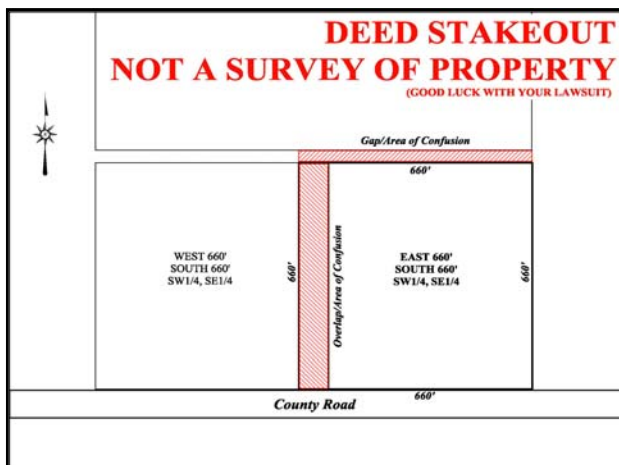 DEED STAKEOUT
NOT A SURVEY OF PROPERTY
(GOOD LUCK WITH YOUR LAWSUIT)
Gap/Area of Confusion
660'
WEST 660'
SOUTH 660'
SW1/4, SE1/4
660'
Overlap/Area of Confusion
EAST 660'
SOUTH 660'
SW1/4, SE1/4
660'
660'
County Road